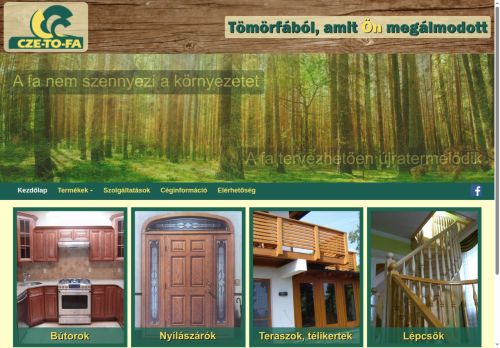 CZE-TO-FA
Tömörfából, amit Ön megálmodott
A fa nem szennyezi a környezetet
A fa tervezhetően újratermelődik
Kezdőlap Termékek Szolgáltatások Céginformáció Elérhetőség
Bútorok Nyílászárók Teraszok, télikertek Lépcsők